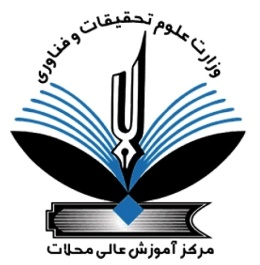 وزارت علوم تحقیقات و فناوری
مرکز آموزش عالی محلات